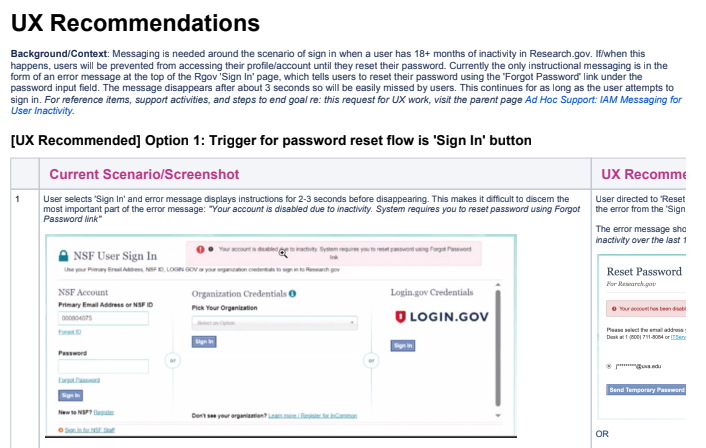 UX Recommendations
Background/Context: Messaging is needed around the scenario of sign in when a user has 18+ months of inactivity in Research.gov. If/when this
happens, users will be prevented from accessing their profile/account until they reset their password. Currently the only instructional messaging is in the
form of an error message at the top of the Rgov 'Sign In' page, which tells users to reset their password using the 'Forgot Password' link under the
password input field. The message disappears after about 3 seconds so will be easily missed by users. This continues for as long as the user attempts to
sign in. For reference items, support activities, and steps to end goal re: this request for UX work, visit the parent page Ad Hoc Support: IAM Messaging for
User Inactivity.
[UX Recommended] Option 1: Trigger for password reset flow is 'Sign In' button
Current Scenario/Screenshot
UX Recomme
1
User selects 'Sign In' and error message displays instructions for 2-3 seconds before disappearing. This makes it difficult to discern the
most important part of the error message: "Your account is disabled due to inactivity. System requires you to reset password using Forgot
Password link"
NSF User Sign In
Your account is disabled due to inactivity. System requires you to reset password using Forgot Password
link
Use your Primary Email Address, NSF ID, LOGIN.GOV or your organization credentials to sign in to Research.gov
NSF Account
Primary Email Address or NSF ID
000804075
Forgot ID
Password
Forgot Password
Sign In
New to NSF? Register
Sign In for NSF Staff
or
Organization Credentials
Pick Your Organization
Select an Option
Sign In
Don't see your organization? Learn more / Register for InCommon
or
Login.gov Credentials
LOGIN.GOV
Sign In
User directed to 'Reset
the error from the 'Sign
The error message sho
inactivity over the last 1
Reset Password
For Research.gov
Your account has been disabl
Please select the email address
Desk at 1 (800) 711-8084 or
j*********@uva.edu
Send Temporary Password
OR